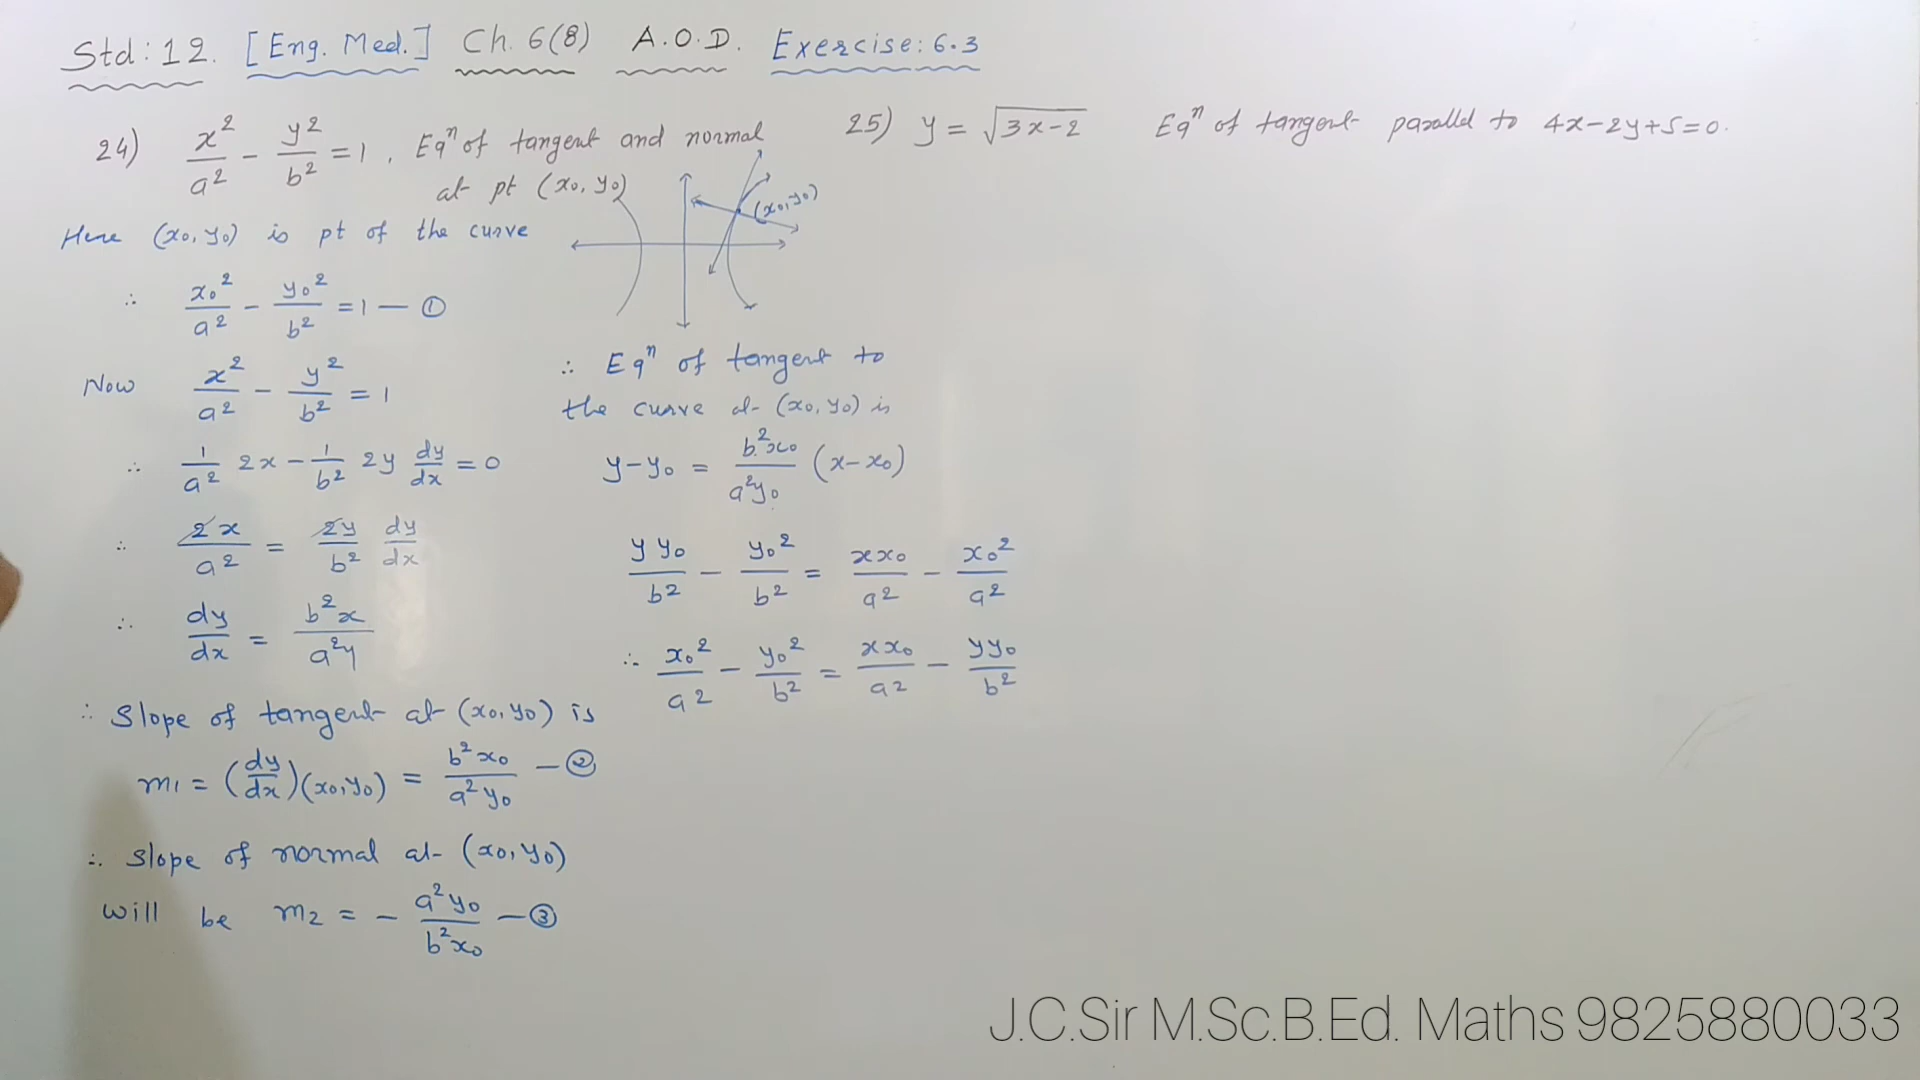 Std: 12. [Eng. Med.] Ch. 6(8) A.O.D. Exercise: 6.3
24) x²/a² - y²/b² = 1, Eqⁿ of tangent and normal
at pt (x₀, y₀)
(x₀, y₀)
Here (x₀, y₀) is pt of the curve
∴ x₀²/a² - y₀²/b² = 1 — ①
Now x²/a² - y²/b² = 1
∴ 1/a² 2x - 1/b² 2y dy/dx = 0
∴ 2x/a² = 2y/b² dy/dx
∴ dy/dx = b²x/a²y
∴ Slope of tangent at (x₀, y₀) is
m₁ = (dy/dx)(x₀, y₀) = b²x₀/a²y₀ — ②
∴ Slope of normal at (x₀, y₀)
will be m₂ = - a²y₀/b²x₀ — ③
∴ Eqⁿ of tangent to
the curve at (x₀, y₀) is
y - y₀ = b²x₀/a²y₀ (x - x₀)
y y₀/b² - y₀²/b² = x x₀/a² - x₀²/a²
∴ x₀²/a² - y₀²/b² = x x₀/a² - y y₀/b²
25) y = √(3x-2) Eqⁿ of tangent parallel to 4x-2y+5=0.
J.C.Sir M.Sc.B.Ed. Maths 9825880033